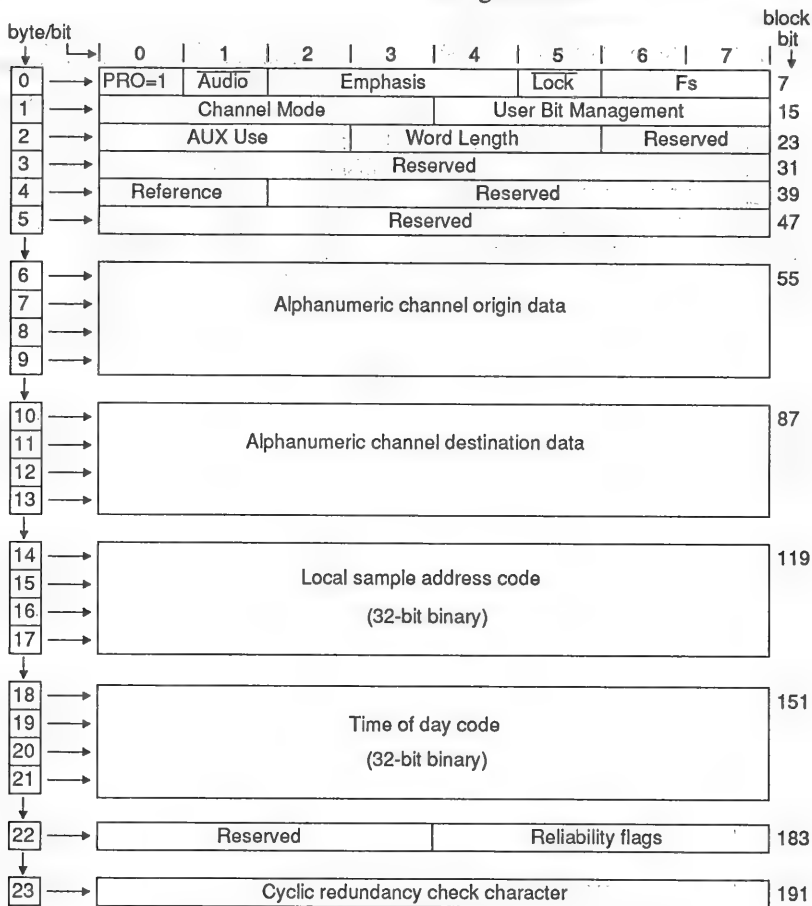 block
byte/bit bit
0 1 2 3 4 5 6 7
0 PRO=1 Audio Emphasis Lock Fs 7
1 Channel Mode User Bit Management 15
2 AUX Use Word Length Reserved 23
3 Reserved 31
4 Reference Reserved 39
5 Reserved 47
6 55
7 Alphanumeric channel origin data
8
9
10 87
11 Alphanumeric channel destination data
12
13
14 119
15 Local sample address code
16 (32-bit binary)
17
18 151
19 Time of day code
20 (32-bit binary)
21
22 Reserved Reliability flags 183
23 Cyclic redundancy check character 191